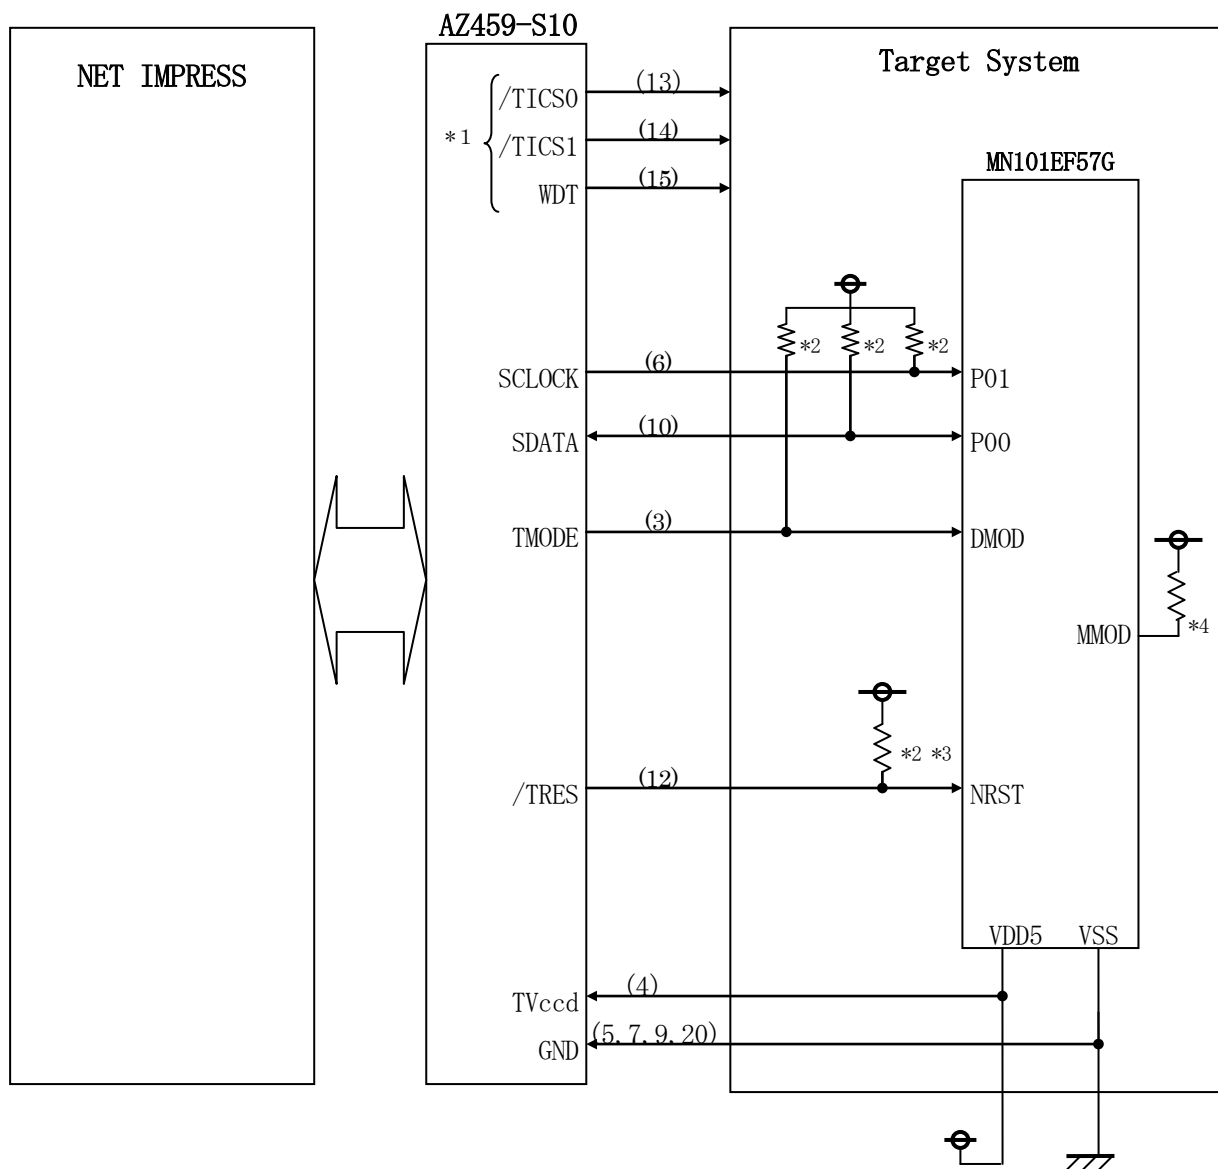 AZ459-S10
NET IMPRESS
Target System
/TICS0
(13)
*1
/TICS1
(14)
WDT
(15)
MN101EF57G
*2
*2
*2
SCLOCK
(6)
P01
SDATA
(10)
P00
TMODE
(3)
DMOD
MMOD
*4
*2 *3
/TRES
(12)
NRST
VDD5
VSS
TVccd
(4)
GND
(5,7,9,20)